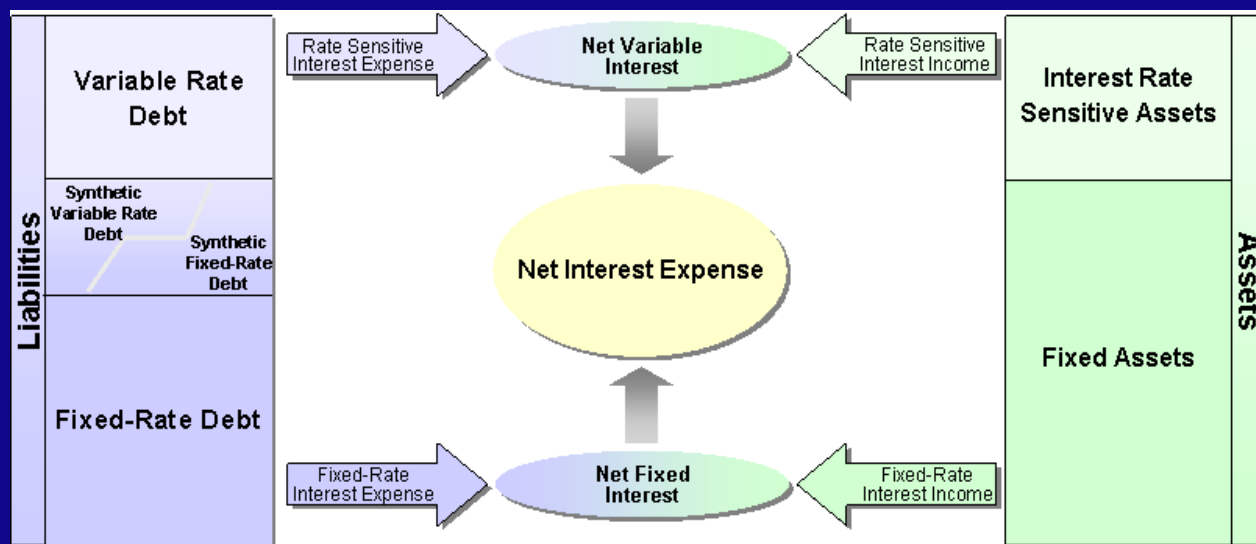 Liabilities
Variable Rate
Debt
Synthetic
Variable Rate
Debt
Synthetic
Fixed-Rate
Debt
Fixed-Rate Debt
Rate Sensitive
Interest Expense
Net Variable
Interest
Rate Sensitive
Interest Income
Net Interest Expense
Fixed-Rate
Interest Expense
Net Fixed
Interest
Fixed-Rate
Interest Income
Interest Rate
Sensitive Assets
Fixed Assets
Assets